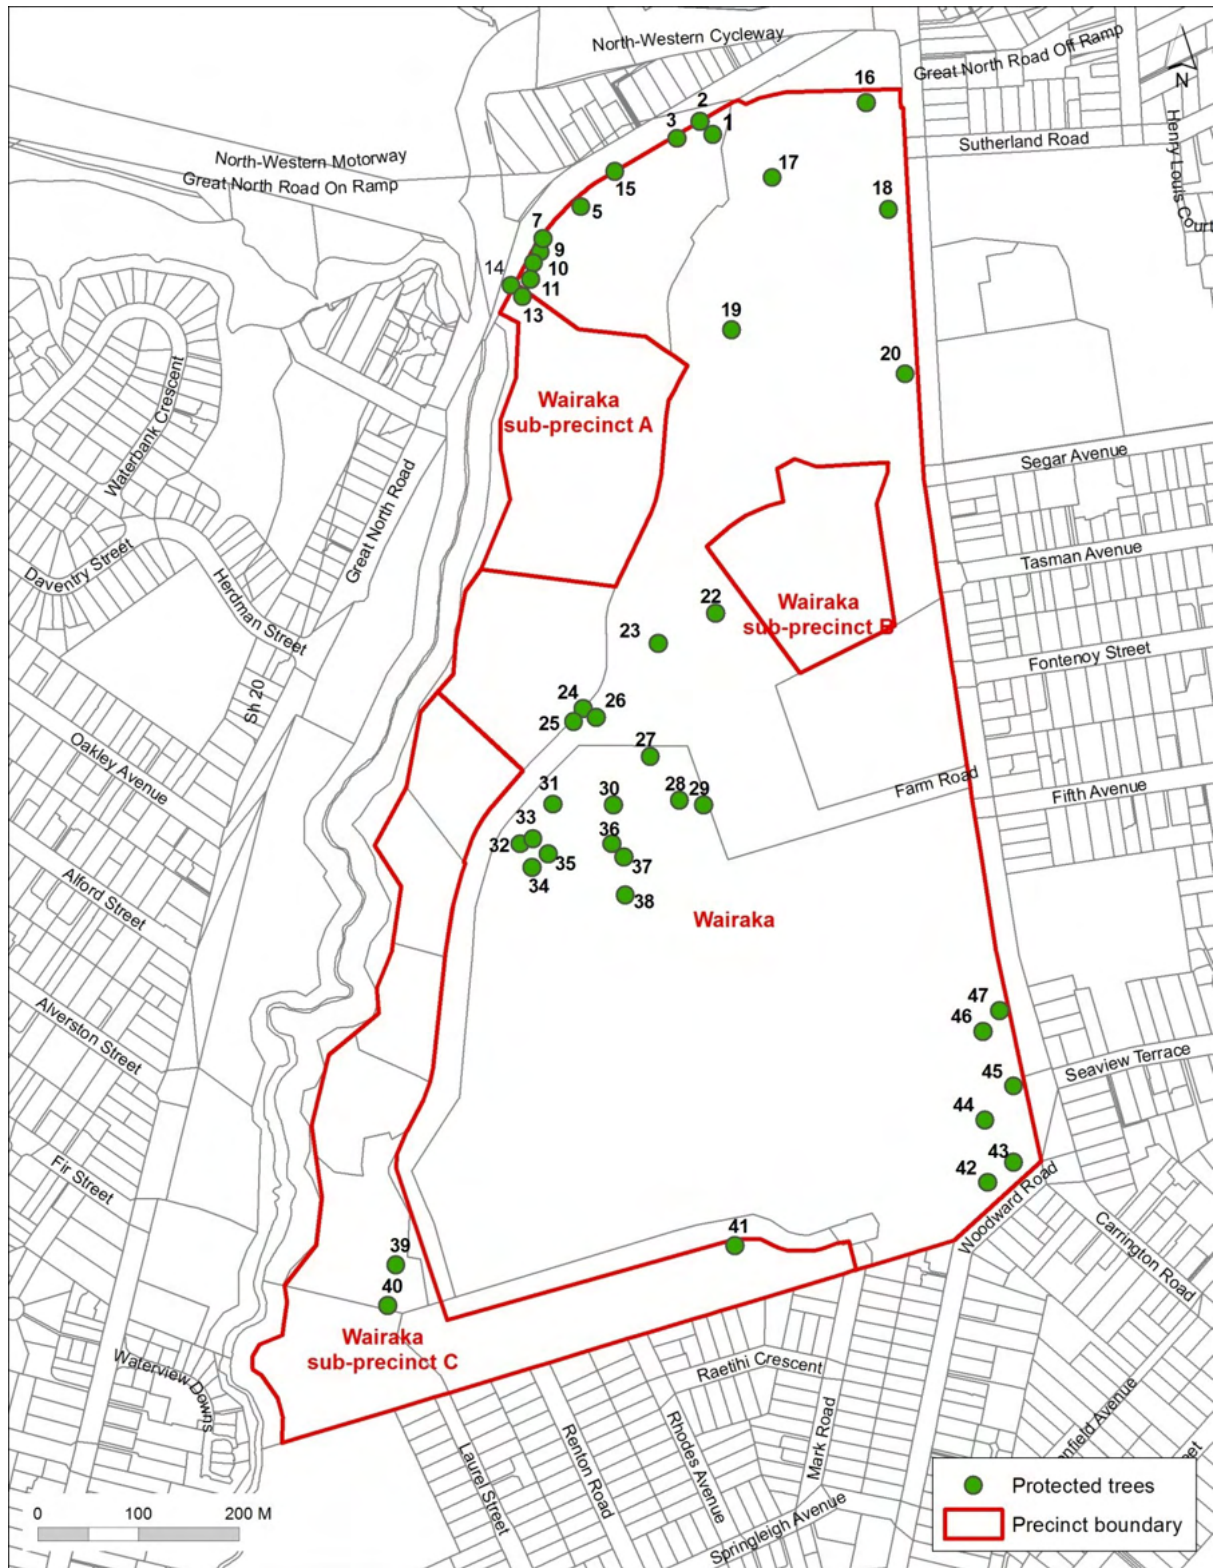 North-Western Cycleway
Great North Road Off Ramp
N
16
2
3
1
Sutherland Road
Henry Louis Court
North-Western Motorway
Great North Road On Ramp
15
17
5
18
7
9
10
14
11
13
19
20
Waterbank Crescent
Wairaka
sub-precinct A
Segar Avenue
Great North Road
Daventry Street
Herdman Street
Tasman Avenue
22
Wairaka
sub-precinct B
23
Fontenoy Street
Sh 20
24
26
25
Oakley Avenue
27
Farm Road
Fifth Avenue
31
30
28
29
33
32
36
35
37
34
38
Alford Street
Wairaka
Alverston Street
47
46
Seaview Terrace
45
44
43
42
Fir Street
Woodward Road
Carrington Road
41
39
40
Wairaka
sub-precinct C
Waterview Downs
Raetihi Crescent
Mark Road
Rhodes Avenue
Renton Road
Laurel Street
Springleigh Avenue
nfield Avenue
reet
0 100 200 M
Protected trees
Precinct boundary